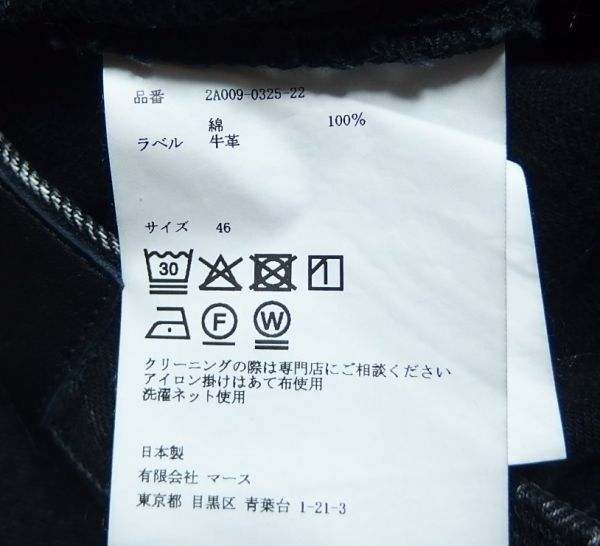 品番 2A009-0325-22
綿 100%
ラベル 牛革
サイズ 46
30
F W
クリーニングの際は専門店にご相談ください
アイロン掛けはあて布使用
洗濯ネット使用
日本製
有限会社 マース
東京都 目黒区 青葉台 1-21-3